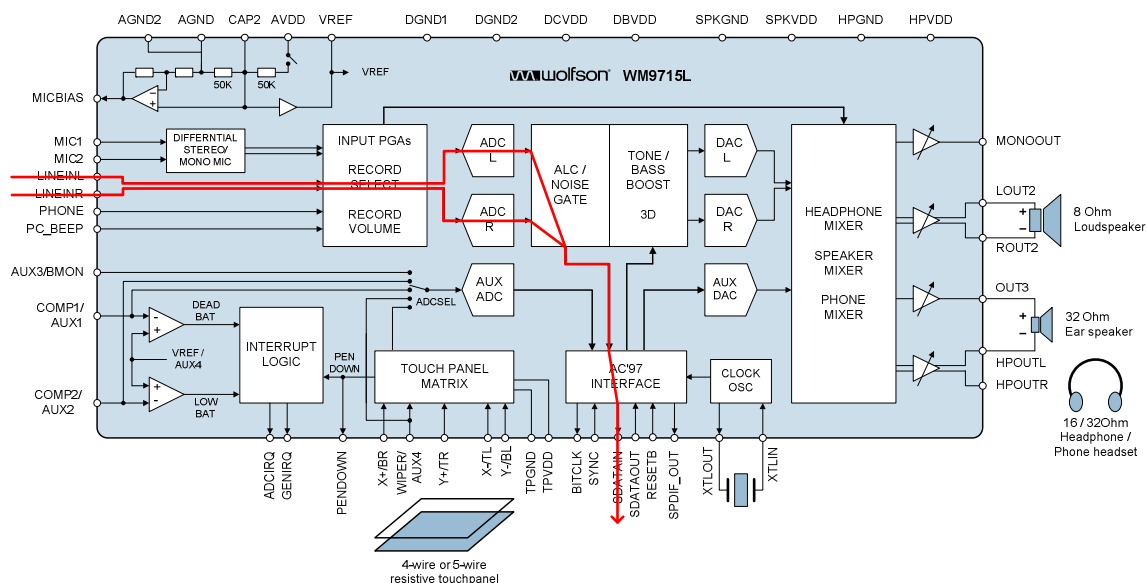 AGND2
AGND
CAP2
AVDD
VREF
DGND1
DGND2
DCVDD
DBVDD
SPKGND
SPKVDD
HPGND
HPVDD
wolfson WM9715L
VREF
50K
50K
MICBIAS
MIC1
MIC2
LINEINL
LINEINR
PHONE
PC_BEEP
AUX3/BMON
COMP1/
AUX1
COMP2/
AUX2
DIFFERNTIAL
STEREO/
MONO MIC
INPUT PGAs
RECORD
SELECT
RECORD
VOLUME
ADC
L
ADC
R
ALC /
NOISE
GATE
TONE /
BASS
BOOST
3D
DAC
L
DAC
R
HEADPHONE
MIXER
SPEAKER
MIXER
PHONE
MIXER
MONOOUT
LOUT2
+
−
8 Ohm
Loudspeaker
ROUT2
OUT3
+
−
32 Ohm
Ear speaker
HPOUTL
HPOUTR
16 / 32Ohm
Headphone /
Phone headset
ADCSEL
AUX
ADC
AUX
DAC
−
+
DEAD
BAT
VREF /
AUX4
+
-
LOW
BAT
INTERRUPT
LOGIC
PEN
DOWN
TOUCH PANEL
MATRIX
AC'97
INTERFACE
CLOCK
OSC
ADCIRQ
GENIRQ
PENDOWN
X+/BR
WIPER/
AUX4
Y+/TR
X-/TL
Y-/BL
TPGND
TPVDD
BITCLK
SYNC
SDATAIN
SDATAOUT
RESETB
SPDIF_OUT
XTLOUT
XTLIN
4-wire or 5-wire
resistive touchpanel